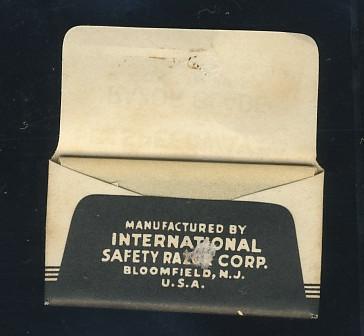 MANUFACTURED BY
INTERNATIONAL
SAFETY RAZOR CORP.
BLOOMFIELD, N.J.
U.S.A.